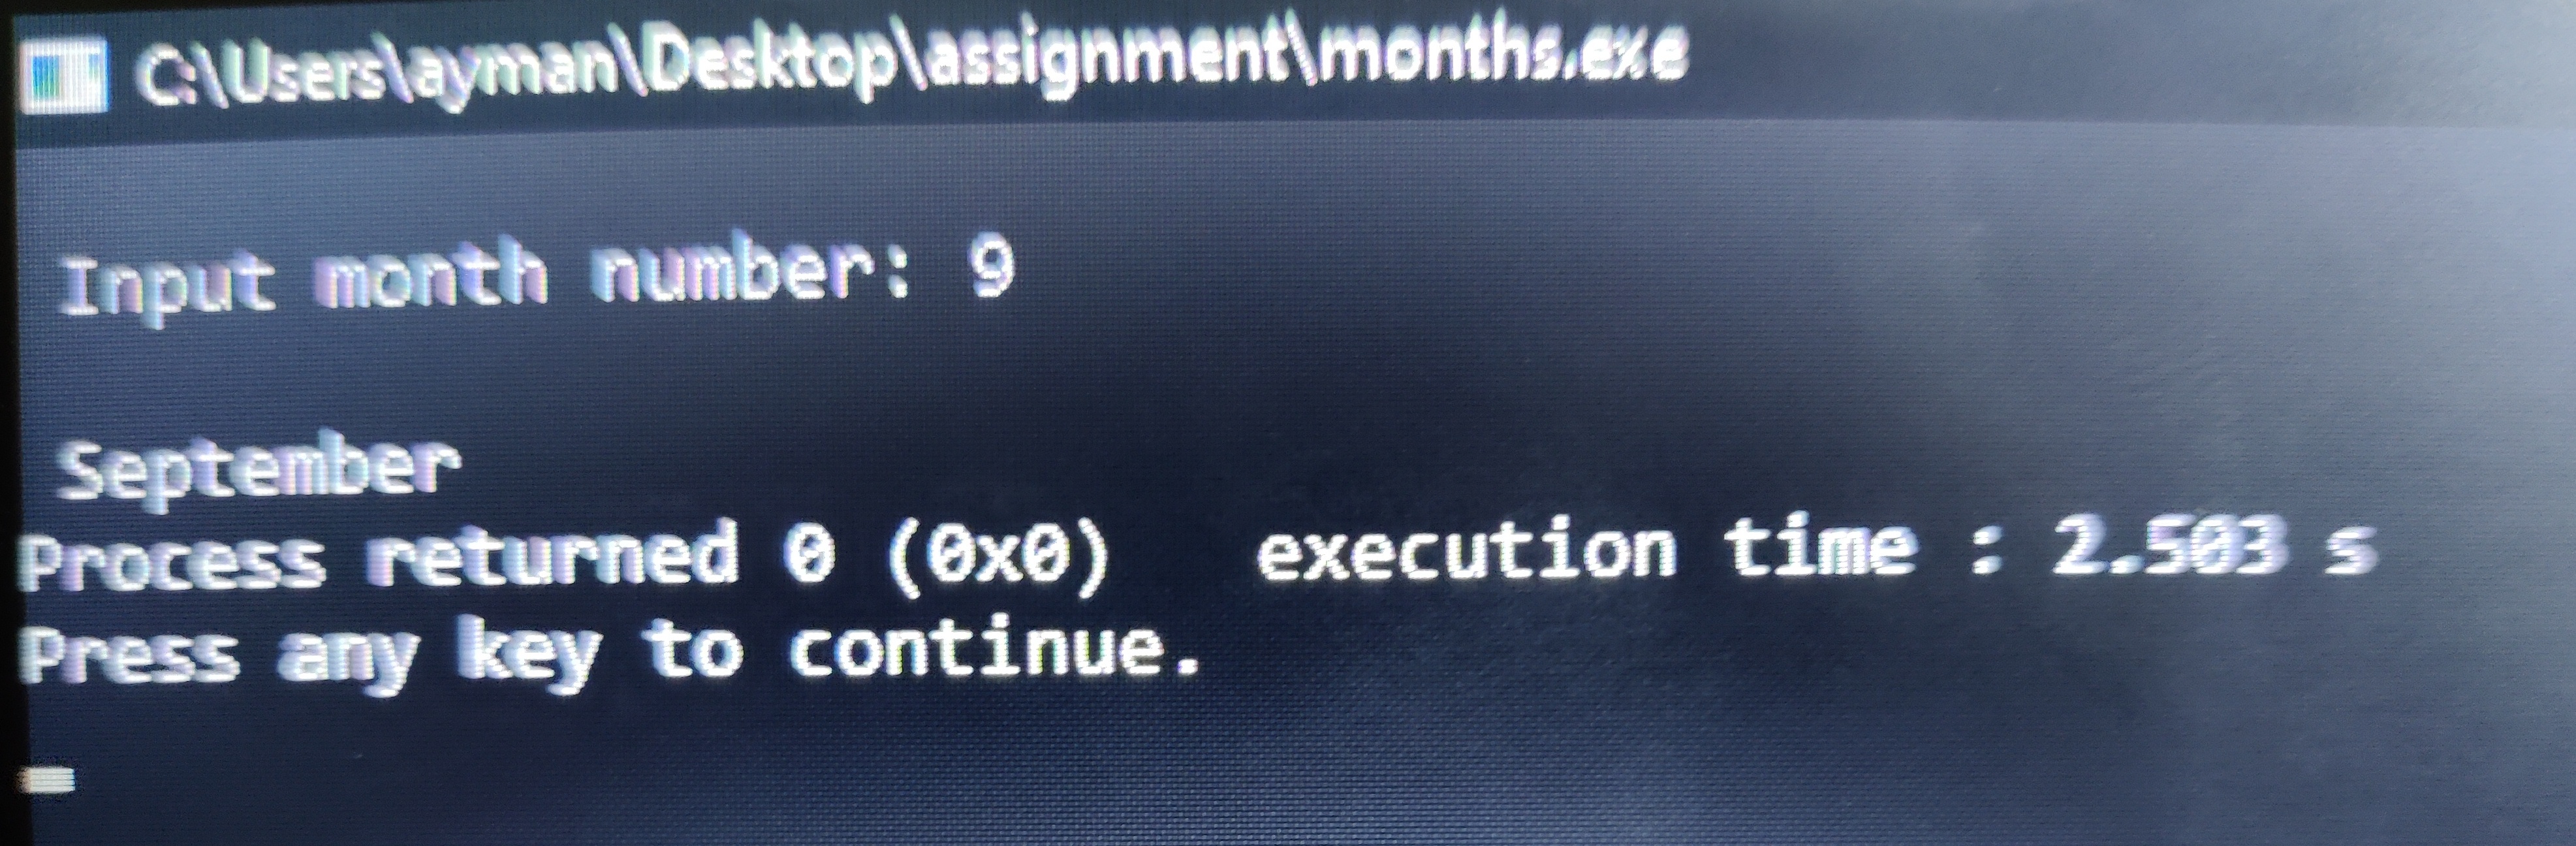 C:\Users\ayman\Desktop\assignment\months.exe
Input month number: 9
September
Process returned 0 (0x0)   execution time : 2.503 s
Press any key to continue.